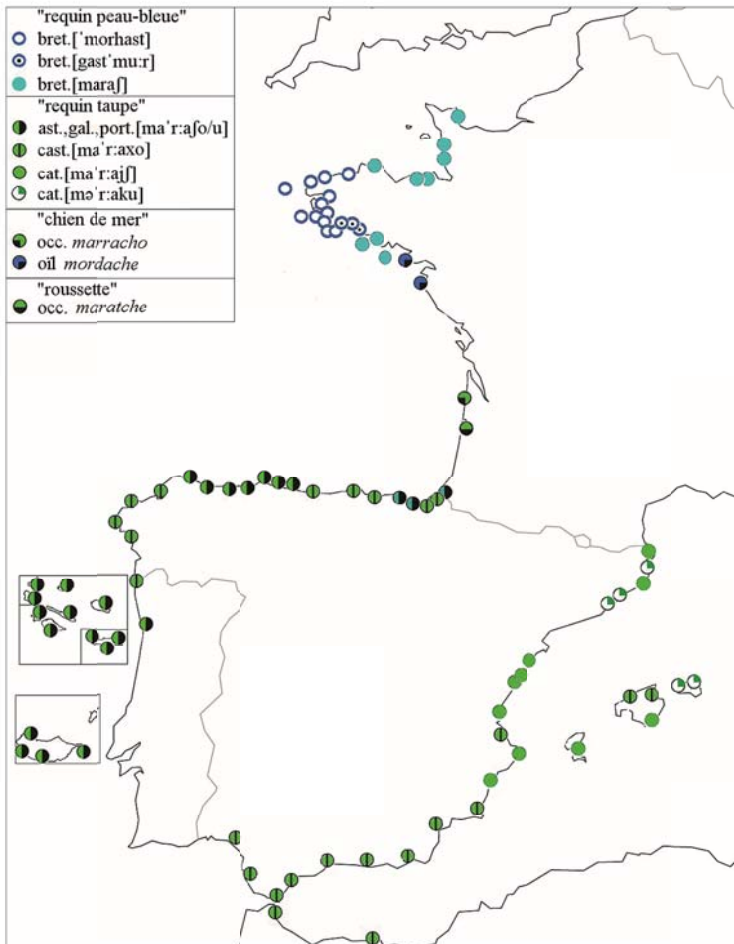 "requin peau-bleue"
bret.[ˈmorhast]
bret.[gastˈmu:r]
bret.[maraʃ]
"requin taupe"
ast.,gal.,port.[maˈr:aʃo/u]
cast.[maˈr:axo]
cat.[maˈr:ajʃ]
cat.[məˈr:aku]
"chien de mer"
occ. marracho
oïl mordache
"roussette"
occ. maratche